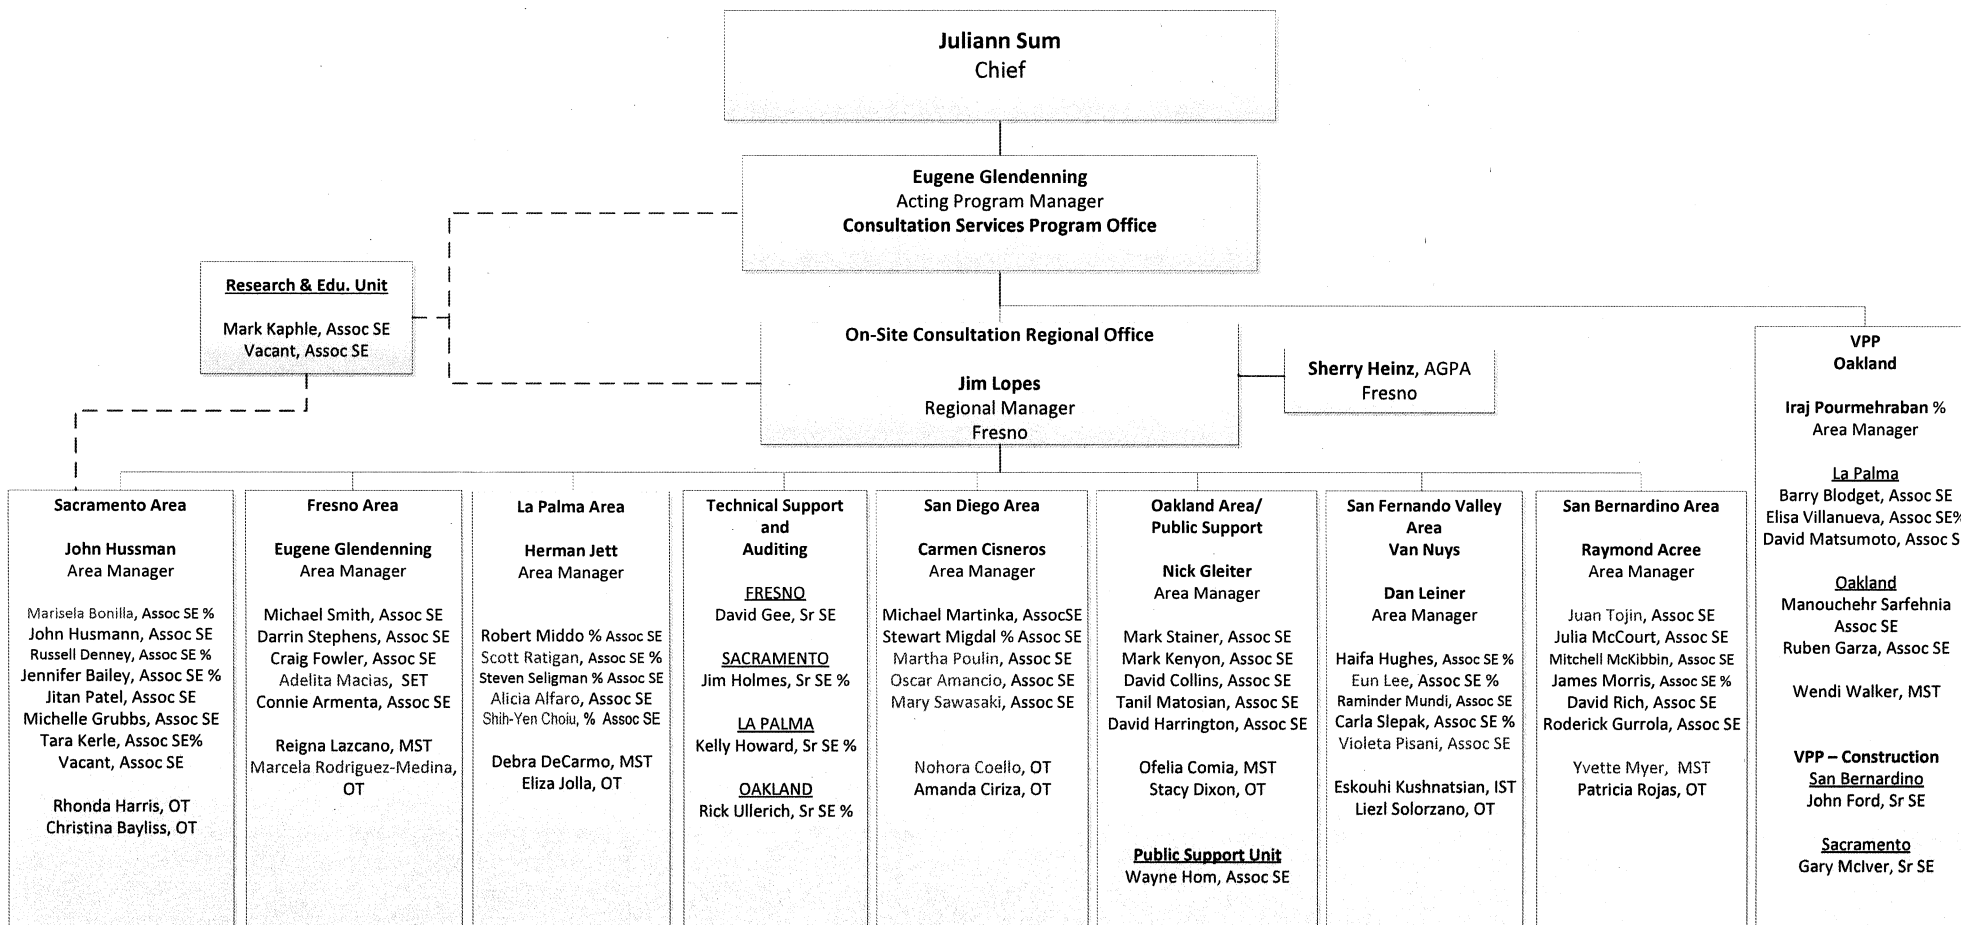 Juliann Sum
Chief
Eugene Glendenning
Acting Program Manager
Consultation Services Program Office
Research & Edu. Unit
Mark Kaphle, Assoc SE
Vacant, Assoc SE
On-Site Consultation Regional Office
Jim Lopes
Regional Manager
Fresno
Sherry Heinz, AGPA
Fresno
VPP
Oakland
Iraj Pourmehraban %
Area Manager
La Palma
Barry Blodget, Assoc SE
Elisa Villanueva, Assoc SE%
David Matsumoto, Assoc S
Oakland
Manouchehr Sarfehnia
Assoc SE
Ruben Garza, Assoc SE
Wendi Walker, MST
VPP – Construction
San Bernardino
John Ford, Sr SE
Sacramento
Gary McIver, Sr SE
Sacramento Area
John Hussman
Area Manager
Marisela Bonilla, Assoc SE %
John Husmann, Assoc SE
Russell Denney, Assoc SE %
Jennifer Bailey, Assoc SE %
Jitan Patel, Assoc SE
Michelle Grubbs, Assoc SE
Tara Kerle, Assoc SE%
Vacant, Assoc SE
Rhonda Harris, OT
Christina Bayliss, OT
Fresno Area
Eugene Glendenning
Area Manager
Michael Smith, Assoc SE
Darrin Stephens, Assoc SE
Craig Fowler, Assoc SE
Adelita Macias, SET
Connie Armenta, Assoc SE
Reigna Lazcano, MST
Marcela Rodriguez-Medina,
OT
La Palma Area
Herman Jett
Area Manager
Robert Middo % Assoc SE
Scott Ratigan, Assoc SE %
Steven Seligman % Assoc SE
Alicia Alfaro, Assoc SE
Shih-Yen Choiu, % Assoc SE
Debra DeCarmo, MST
Eliza Jolla, OT
Technical Support
and
Auditing
FRESNO
David Gee, Sr SE
SACRAMENTO
Jim Holmes, Sr SE %
LA PALMA
Kelly Howard, Sr SE %
OAKLAND
Rick Ullerich, Sr SE %
San Diego Area
Carmen Cisneros
Area Manager
Michael Martinka, AssocSE
Stewart Migdal % Assoc SE
Martha Poulin, Assoc SE
Oscar Amancio, Assoc SE
Mary Sawasaki, Assoc SE
Nohora Coello, OT
Amanda Ciriza, OT
Oakland Area/
Public Support
Nick Gleiter
Area Manager
Mark Stainer, Assoc SE
Mark Kenyon, Assoc SE
David Collins, Assoc SE
Tanil Matosian, Assoc SE
David Harrington, Assoc SE
Ofelia Comia, MST
Stacy Dixon, OT
Public Support Unit
Wayne Hom, Assoc SE
San Fernando Valley
Area
Van Nuys
Dan Leiner
Area Manager
Haifa Hughes, Assoc SE %
Eun Lee, Assoc SE %
Raminder Mundi, Assoc SE
Carla Slepak, Assoc SE %
Violeta Pisani, Assoc SE
Eskouhi Kushnatsian, IST
Liezl Solorzano, OT
San Bernardino Area
Raymond Acree
Area Manager
Juan Tojin, Assoc SE
Julia McCourt, Assoc SE
Mitchell McKibbin, Assoc SE
James Morris, Assoc SE %
David Rich, Assoc SE
Roderick Gurrola, Assoc SE
Yvette Myer, MST
Patricia Rojas, OT